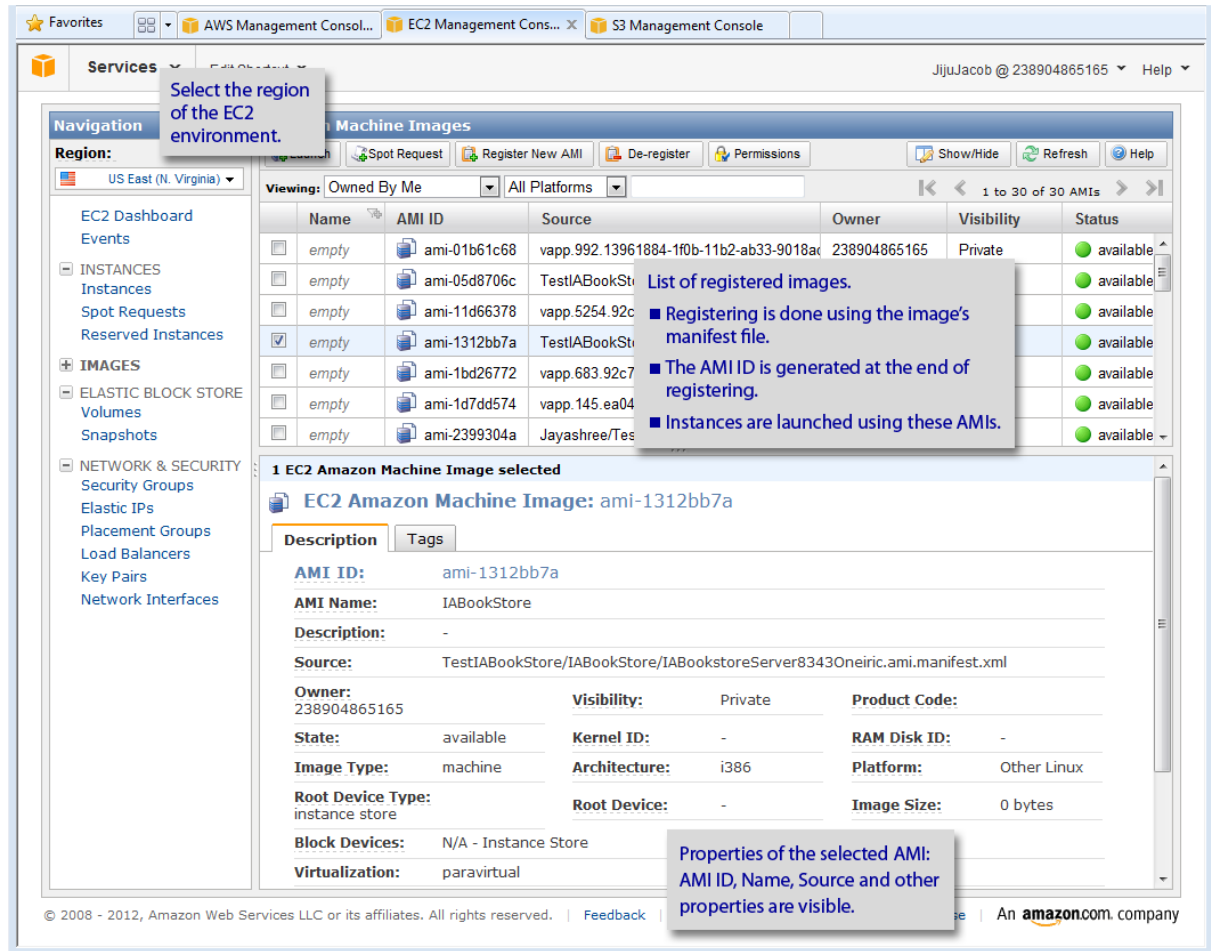 Favorites
AWS Management Consol...
EC2 Management Cons... X
S3 Management Console
Services
JijuJacob @ 238904865165
Help
Select the region
of the EC2
environment.
Navigation
Machine Images
Region:
US East (N. Virginia)
Spot Request
Register New AMI
De-register
Permissions
Show/Hide
Refresh
Help
Viewing: Owned By Me
All Platforms
1 to 30 of 30 AMIs
EC2 Dashboard
Events
INSTANCES
Instances
Spot Requests
Reserved Instances
IMAGES
ELASTIC BLOCK STORE
Volumes
Snapshots
NETWORK & SECURITY
Security Groups
Elastic IPs
Placement Groups
Load Balancers
Key Pairs
Network Interfaces
Name AMI ID Source Owner Visibility Status
empty ami-01b61c68 vapp.992.13961884-1f0b-11b2-ab33-9018ac 238904865165 Private available
empty ami-05d8706c TestIABookSto available
empty ami-11d66378 vapp.5254.92c available
empty ami-1312bb7a TestIABookSto available
empty ami-1bd26772 vapp.683.92c7 available
empty ami-1d7dd574 vapp.145.ea04 available
empty ami-2399304a Jayashree/Tes available
List of registered images.
■ Registering is done using the image's
manifest file.
■ The AMI ID is generated at the end of
registering.
■ Instances are launched using these AMIs.
1 EC2 Amazon Machine Image selected
EC2 Amazon Machine Image: ami-1312bb7a
Description Tags
AMI ID: ami-1312bb7a
AMI Name: IABookStore
Description: -
Source: TestIABookStore/IABookStore/IABookstoreServer8343Oneiric.ami.manifest.xml
Owner:
238904865165
Visibility: Private
Product Code:
State: available
Kernel ID: -
RAM Disk ID: -
Image Type: machine
Architecture: i386
Platform: Other Linux
Root Device Type:
instance store
Root Device: -
Image Size: 0 bytes
Block Devices: N/A - Instance Store
Virtualization: paravirtual
Properties of the selected AMI:
AMI ID, Name, Source and other
properties are visible.
© 2008 - 2012, Amazon Web Services LLC or its affiliates. All rights reserved. | Feedback |
| An amazon.com. company